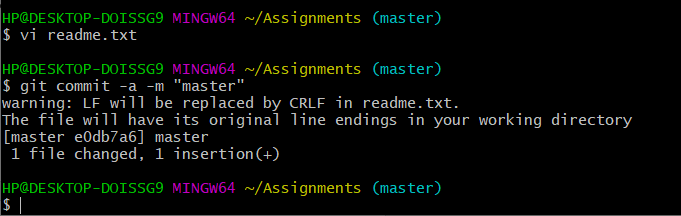 HP@DESKTOP-DOISSG9 MINGW64 ~/Assignments (master)
$ vi readme.txt
HP@DESKTOP-DOISSG9 MINGW64 ~/Assignments (master)
$ git commit -a -m "master"
warning: LF will be replaced by CRLF in readme.txt.
The file will have its original line endings in your working directory
[master e0db7a6] master
 1 file changed, 1 insertion(+)
HP@DESKTOP-DOISSG9 MINGW64 ~/Assignments (master)
$